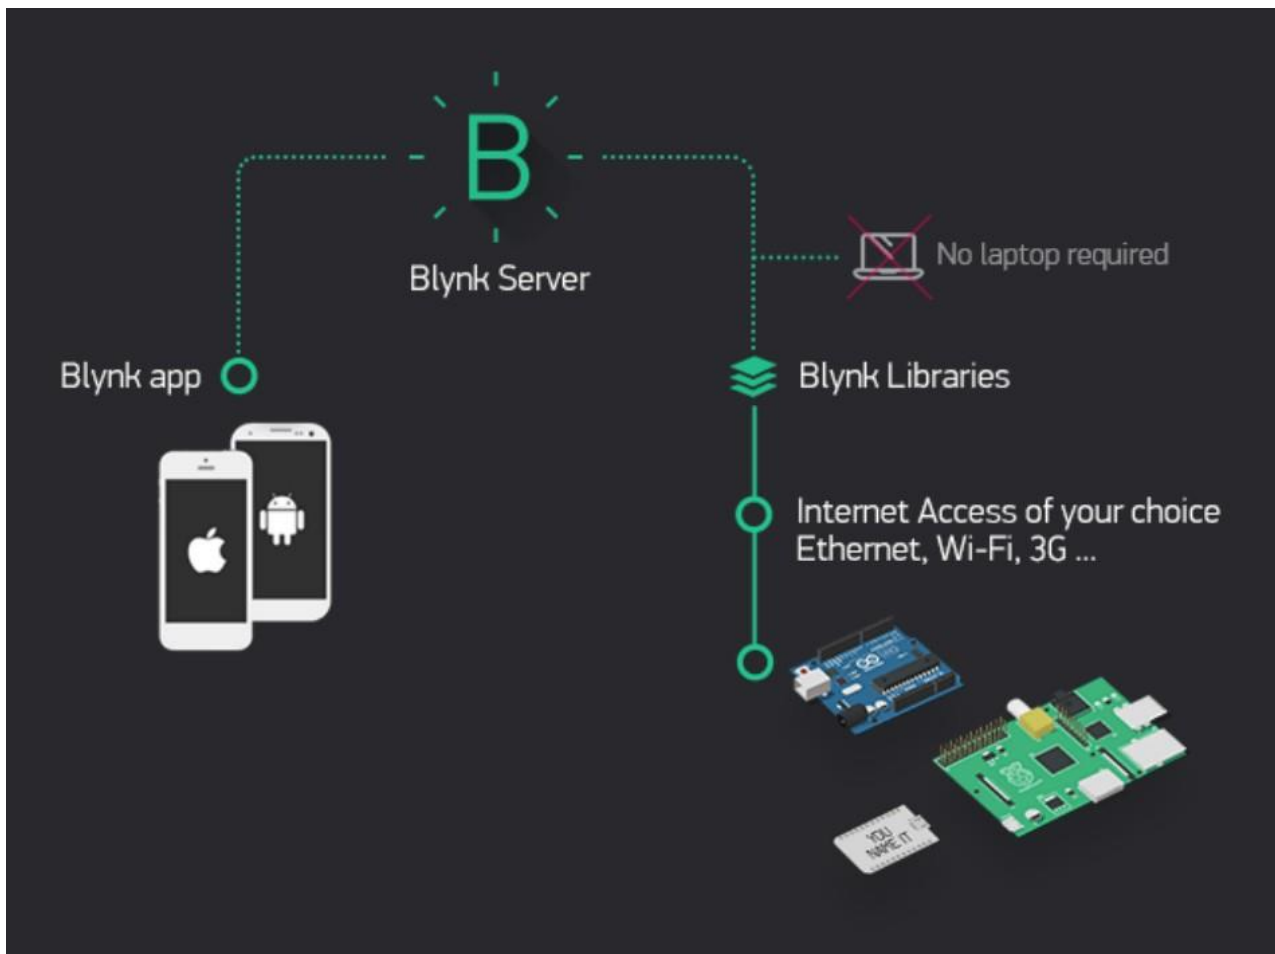 B
Blynk Server
No laptop required
Blynk app
Blynk Libraries
Internet Access of your choice
Ethernet, Wi-Fi, 3G ...
YOU
NAME IT